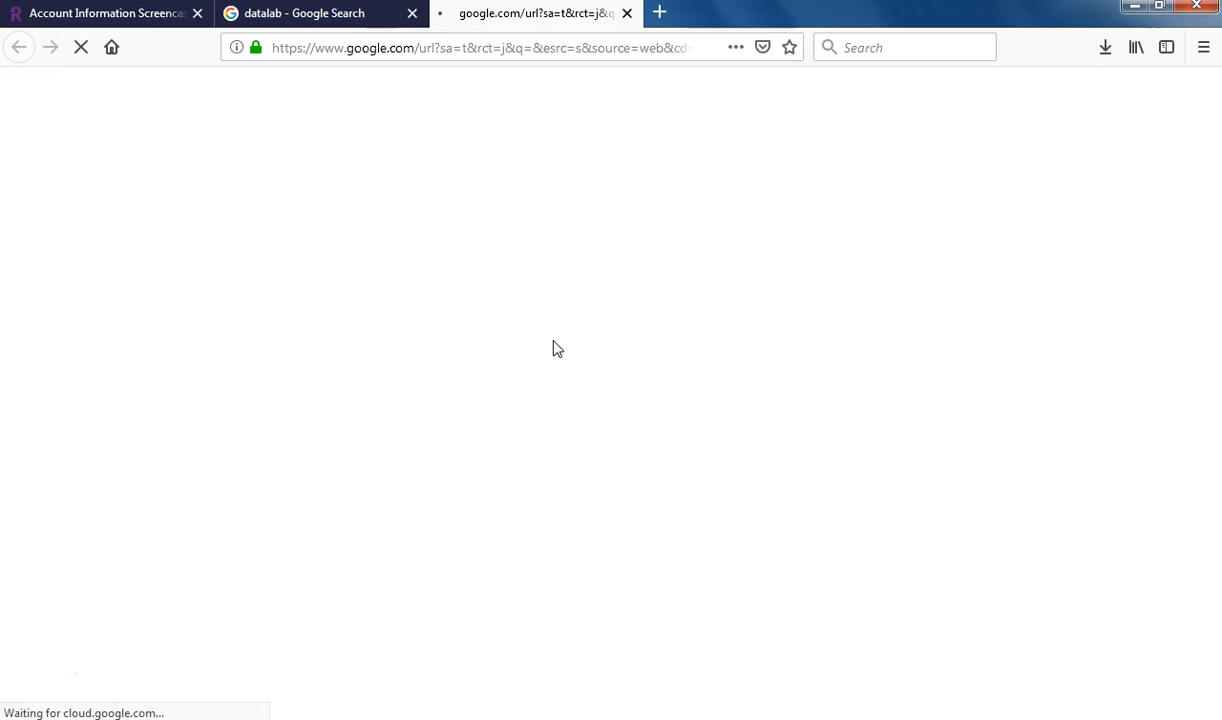 Account Information Screencas
datalab - Google Search
google.com/url?sa=t&rct=j&q
https://www.google.com/url?sa=t&rct=j&q=&esrc=s&source=web&cd=
Search
Waiting for cloud.google.com...